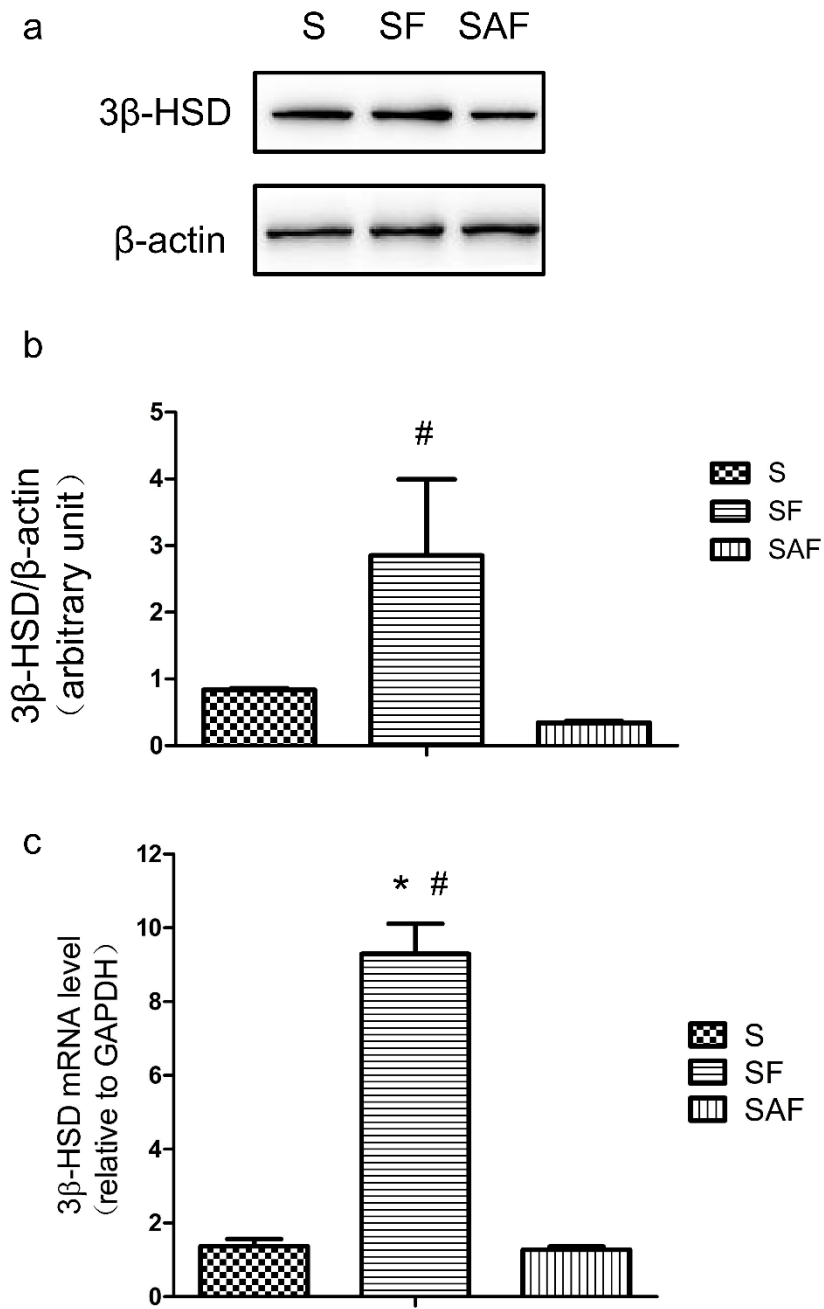 a
S SF SAF
3β-HSD
β-actin
b
3β-HSD/β-actin
（arbitrary unit）
5
4
3
2
1
0
#
S
SF
SAF
c
3β-HSD mRNA level
（relative to GAPDH）
12
10
8
6
4
2
0
* #
S
SF
SAF